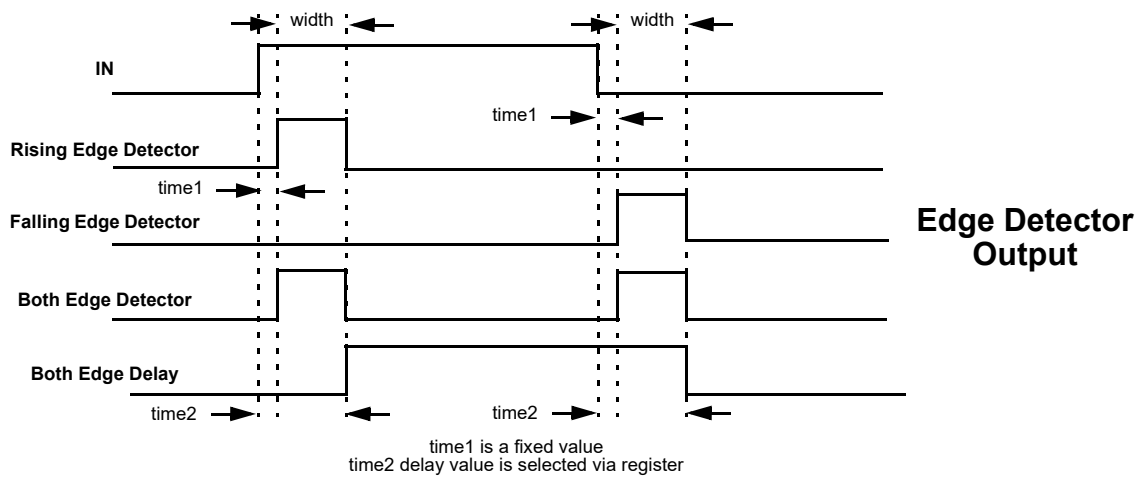 width
width
IN
time1
Rising Edge Detector
time1
Falling Edge Detector
Edge Detector
Output
Both Edge Detector
Both Edge Delay
time2
time2
time1 is a fixed value
time2 delay value is selected via register